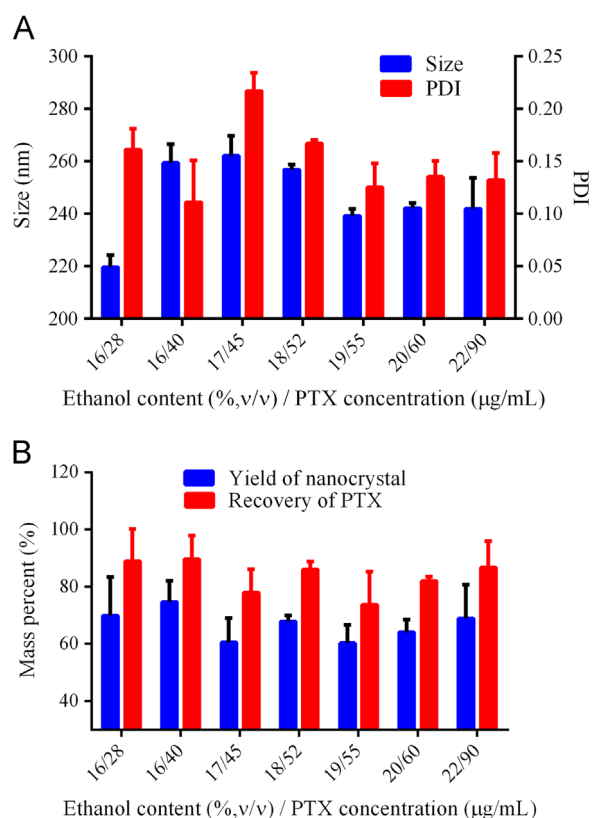 A
300
280
260
240
220
200
Size (nm)
Size
PDI
0.25
0.20
0.15
0.10
0.05
0.00
PDI
16/28
16/40
17/45
18/52
19/55
20/60
22/90
Ethanol content (%,v/v) / PTX concentration (μg/mL)
B
120
100
80
60
40
Mass percent (%)
Yield of nanocrystal
Recovery of PTX
16/28
16/40
17/45
18/52
19/55
20/60
22/90
Ethanol content (%,v/v) / PTX concentration (μg/mL)